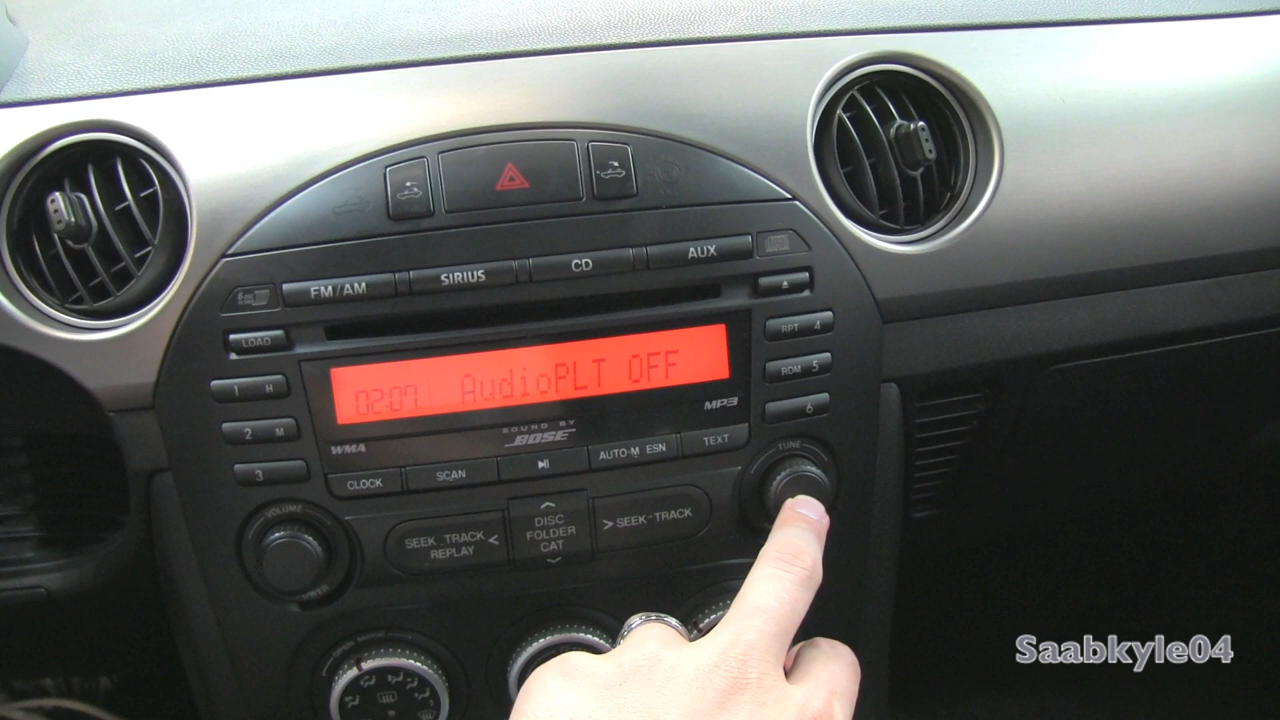 FM/AM SIRIUS CD AUX
LOAD
1 H
2 M
3
02:07 AudioPLT OFF
WMA
SOUND BY
BOSE
MP3
RPT 4
RDM 5
6
CLOCK SCAN AUTO-M ESN TEXT
VOLUME
SEEK TRACK
REPLAY
DISC
FOLDER
CAT
SEEK TRACK
TUNE
Saabkyle04